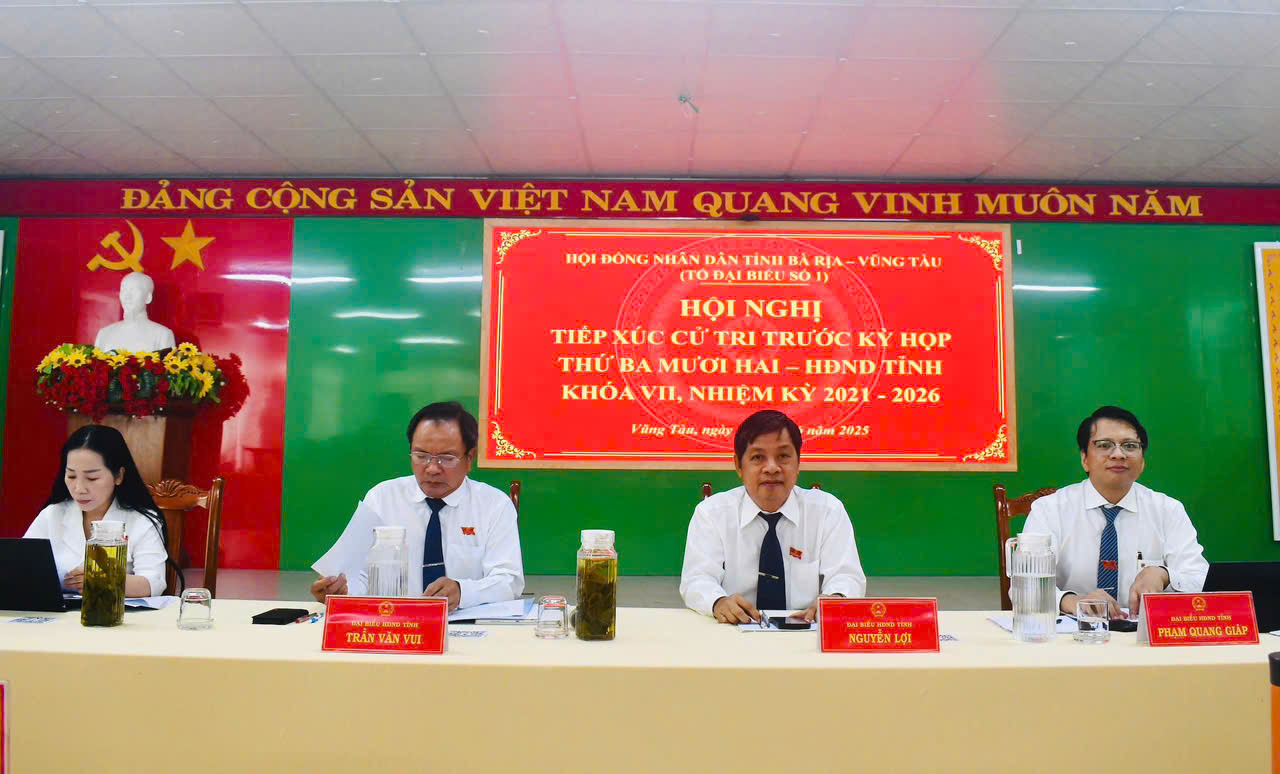 ĐẢNG CỘNG SẢN VIỆT NAM QUANG VINH MUÔN NĂM
HỘI ĐỒNG NHÂN DÂN TỈNH BÀ RỊA – VŨNG TÀU
(TỔ ĐẠI BIỂU SỐ 1)
HỘI NGHỊ
TIẾP XÚC CỬ TRI TRƯỚC KỲ HỌP
THỨ BA MƯƠI HAI – HĐND TỈNH
KHÓA VII, NHIỆM KỲ 2021 - 2026
Vũng Tàu, ngày năm 2025
ĐẠI BIỂU HĐND TỈNH
TRẦN VĂN VUI
ĐẠI BIỂU HĐND TỈNH
NGUYỄN LỢI
ĐẠI BIỂU HĐND TỈNH
PHẠM QUANG GIÁP